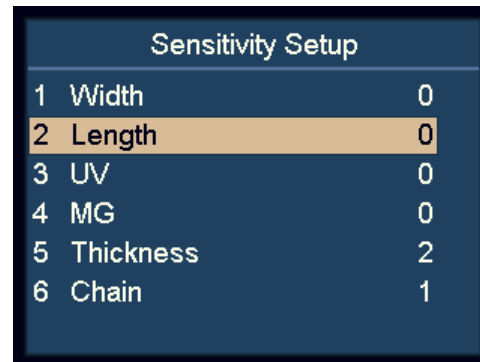 Sensitivity Setup
1 Width 0
2 Length 0
3 UV 0
4 MG 0
5 Thickness 2
6 Chain 1